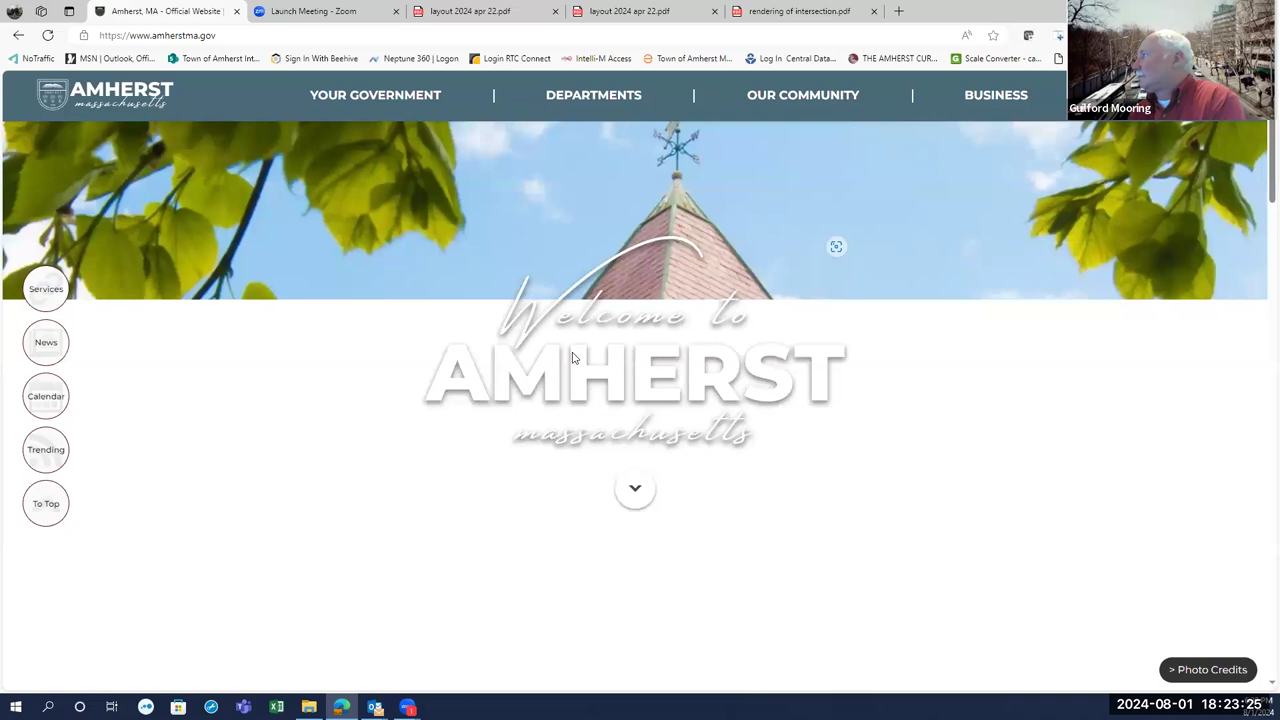 Amherst, MA - Official Website
Launch Meeting - Zoom
layout 2024 apr 22.pdf
layout 2024 apr 22.pdf
rendering of intersection.pdf
https://www.amherstma.gov
NoTraffic
MSN | Outlook, Off...
Town of Amherst Int...
Sign In With Beehive
Neptune 360 | Logon
Login RTC Connect
Intelli-M Access
Town of Amherst M...
Log In Central Data...
THE AMHERST CUR...
Scale Converter - ca...
Guilford Mooring
AMHERST
massachusetts
YOUR GOVERNMENT
DEPARTMENTS
OUR COMMUNITY
BUSINESS
Services
News
Calendar
Trending
To Top
Welcome to
AMHERST
massachusetts
> Photo Credits
2024-08-01 18:23:25